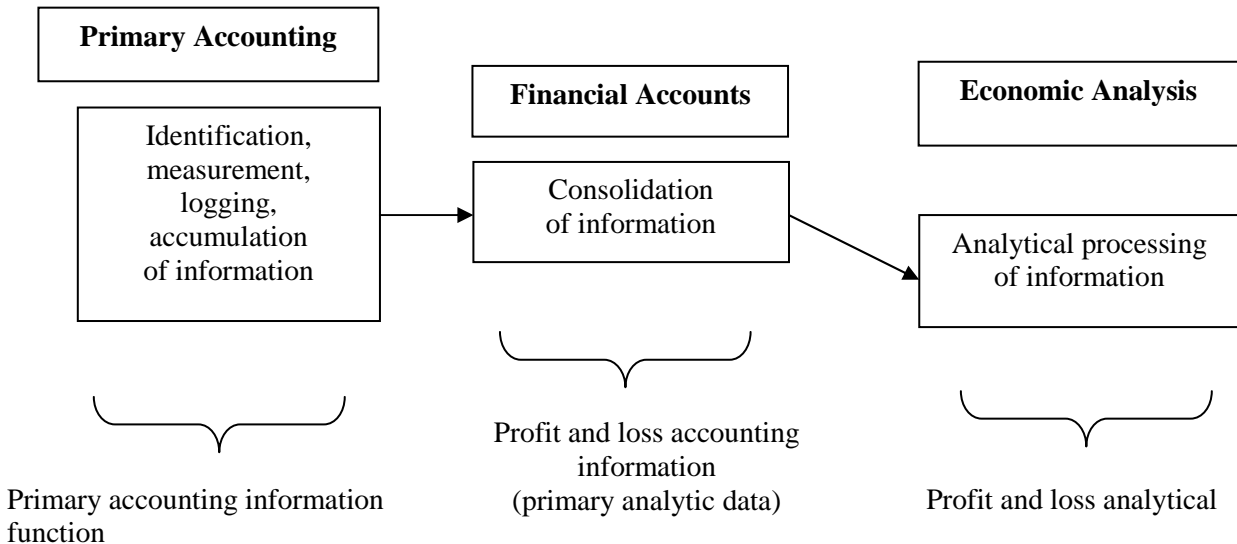 Primary Accounting
Identification,
measurement,
logging,
accumulation
of information
Primary accounting information
function
Financial Accounts
Consolidation
of information
Profit and loss accounting
information
(primary analytic data)
Economic Analysis
Analytical processing
of information
Profit and loss analytical